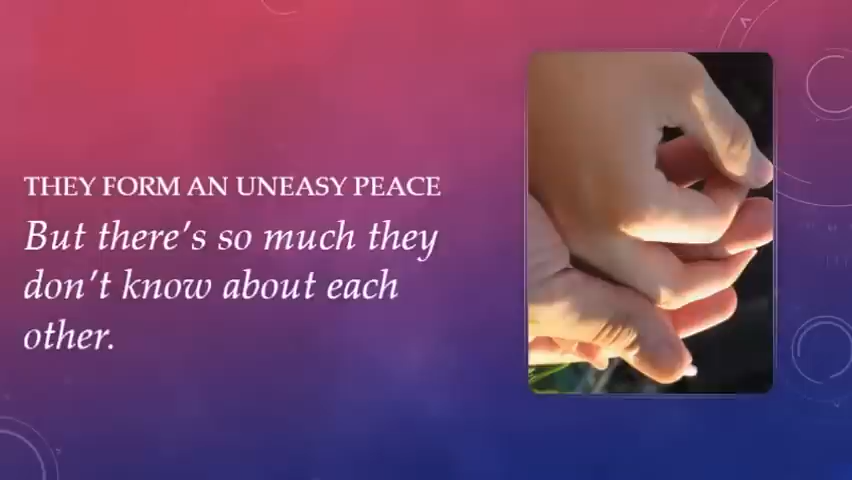 THEY FORM AN UNEASY PEACE
But there’s so much they
don’t know about each
other.